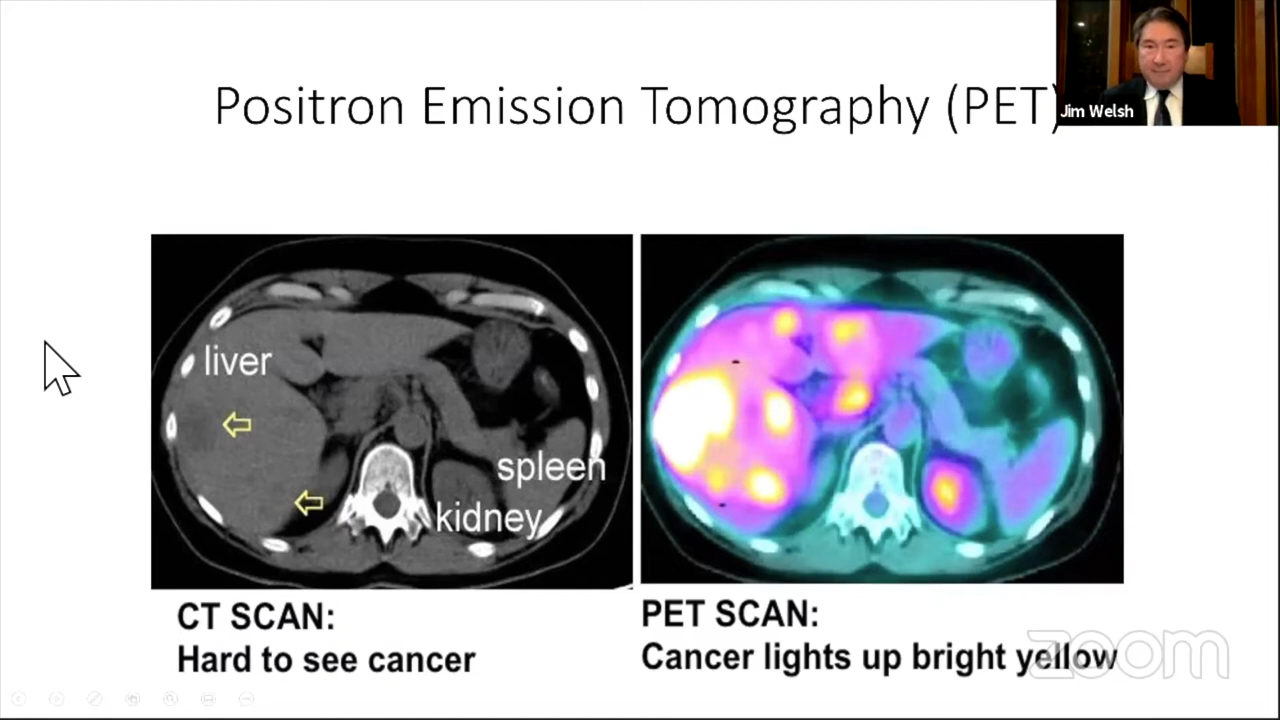 Positron Emission Tomography (PET)
Jim Welsh
liver
spleen
kidney
CT SCAN:
Hard to see cancer
PET SCAN:
Cancer lights up bright yellow
zoom